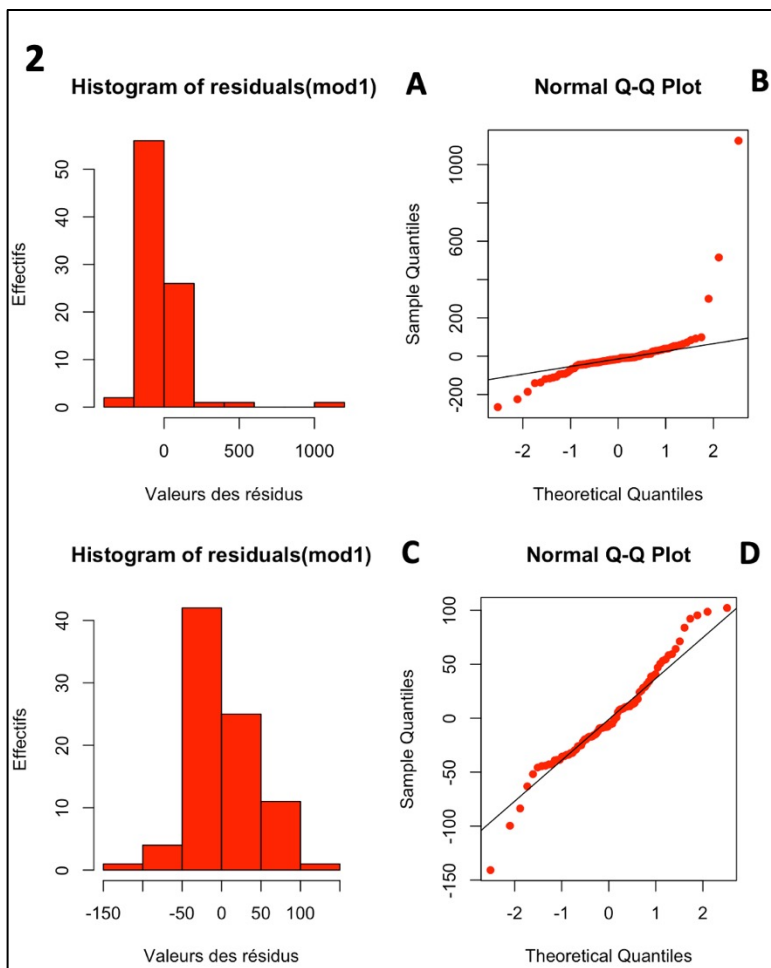 2
Histogram of residuals(mod1)
A
Effectifs
50
40
30
20
10
0
0
500
1000
Valeurs des résidus
Normal Q-Q Plot
B
Sample Quantiles
1000
600
200
0
-200
-2
-1
0
1
2
Theoretical Quantiles
Histogram of residuals(mod1)
C
Effectifs
40
30
20
10
0
-150
-50
0
50
100
Valeurs des résidus
Normal Q-Q Plot
D
Sample Quantiles
100
50
0
-50
-100
-150
-2
-1
0
1
2
Theoretical Quantiles